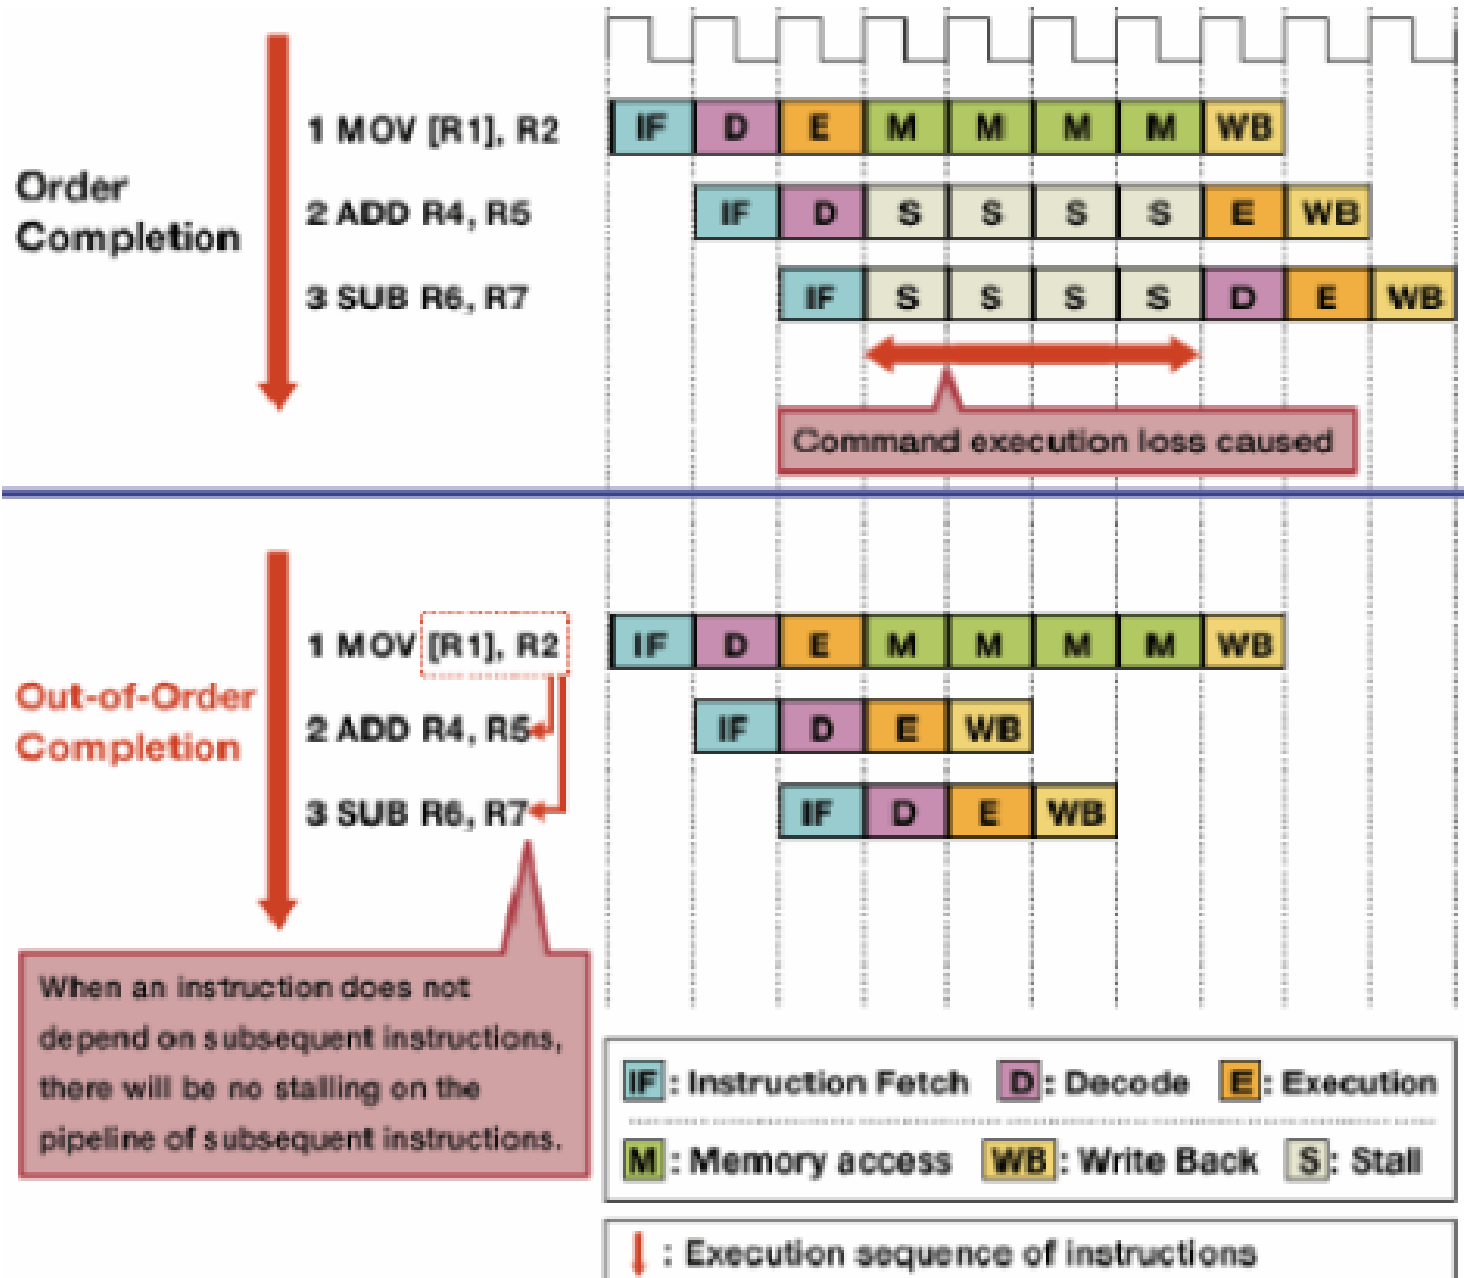 1 MOV [R1], R2 IF D E M M M M WB
Order
Completion
2 ADD R4, R5 IF D S S S S E WB
3 SUB R6, R7 IF S S S S D E WB
Command execution loss caused
1 MOV [R1], R2 IF D E M M M M WB
Out-of-Order
Completion
2 ADD R4, R5 IF D E WB
3 SUB R6, R7 IF D E WB
When an instruction does not
depend on subsequent instructions,
there will be no stalling on the
pipeline of subsequent instructions.
IF : Instruction Fetch D : Decode E : Execution
M : Memory access WB : Write Back S : Stall
: Execution sequence of instructions